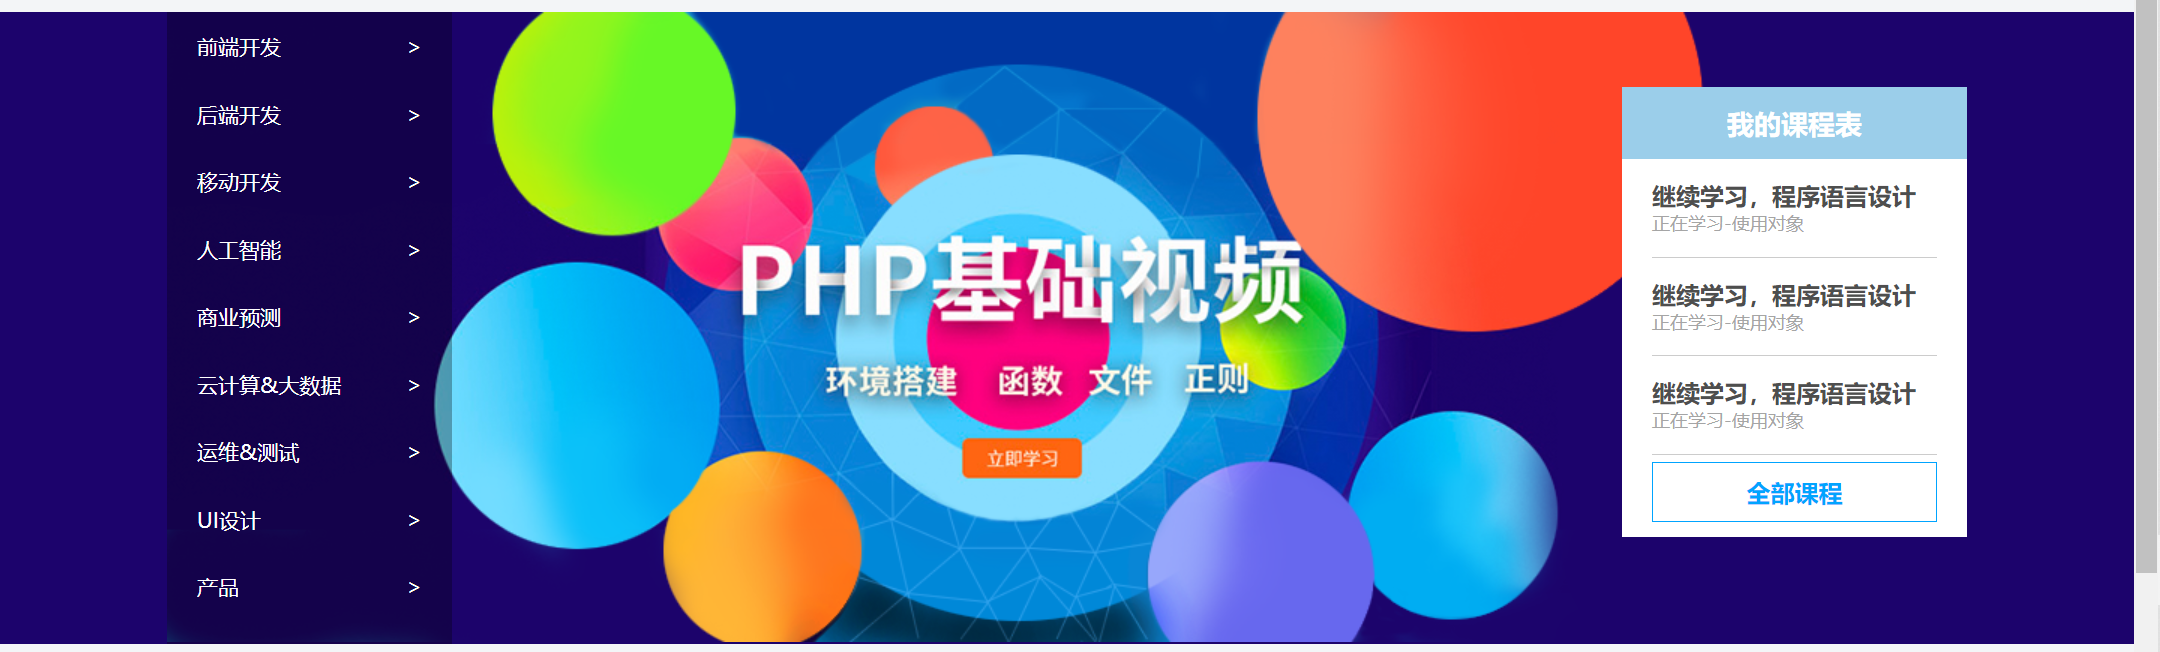 前端开发 >
后端开发 >
移动开发 >
人工智能 >
商业预测 >
云计算&大数据 >
运维&测试 >
UI设计 >
产品 >
PHP基础视频
环境搭建 函数 文件 正则
立即学习
我的课程表
继续学习，程序语言设计
正在学习-使用对象
继续学习，程序语言设计
正在学习-使用对象
继续学习，程序语言设计
正在学习-使用对象
全部课程